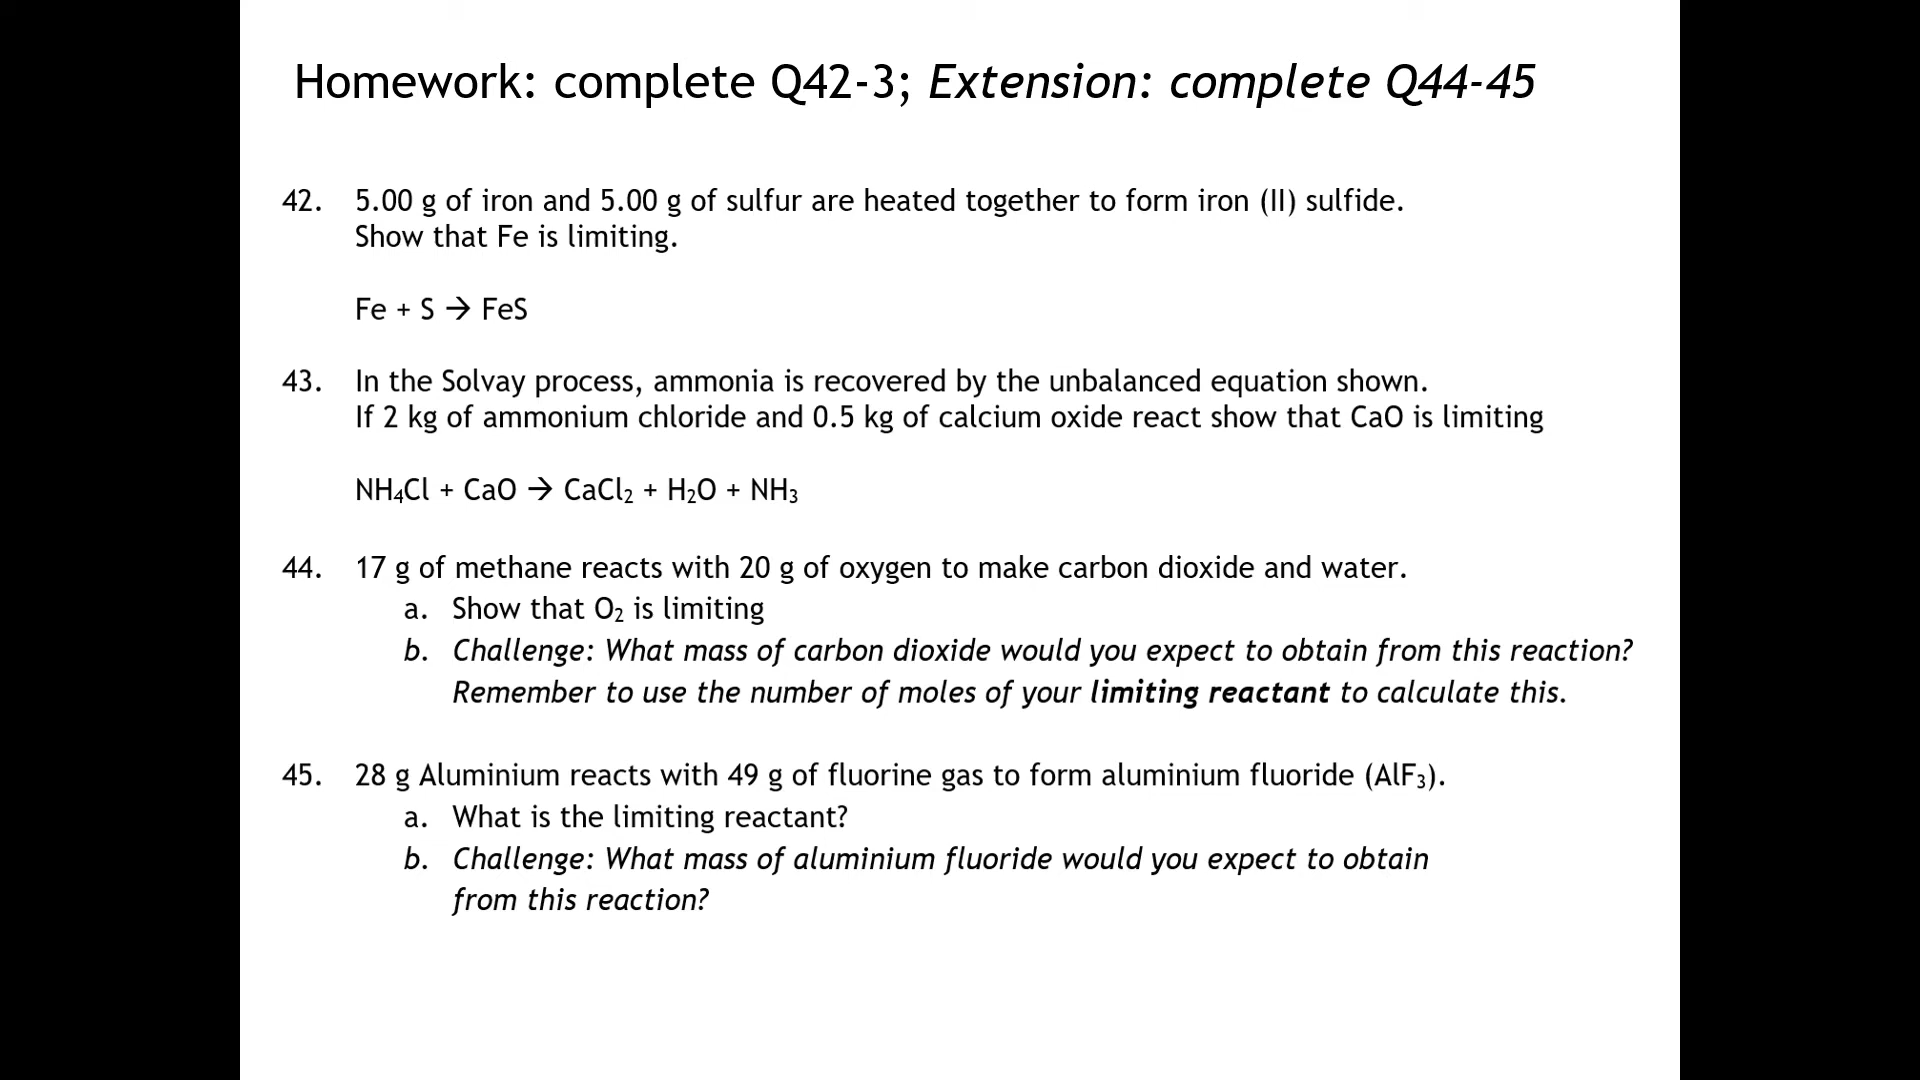 Homework: complete Q42-3; Extension: complete Q44-45
42. 5.00 g of iron and 5.00 g of sulfur are heated together to form iron (II) sulfide.
Show that Fe is limiting.
Fe + S → FeS
43. In the Solvay process, ammonia is recovered by the unbalanced equation shown.
If 2 kg of ammonium chloride and 0.5 kg of calcium oxide react show that CaO is limiting
NH₄Cl + CaO → CaCl₂ + H₂O + NH₃
44. 17 g of methane reacts with 20 g of oxygen to make carbon dioxide and water.
a. Show that O₂ is limiting
b. Challenge: What mass of carbon dioxide would you expect to obtain from this reaction?
Remember to use the number of moles of your limiting reactant to calculate this.
45. 28 g Aluminium reacts with 49 g of fluorine gas to form aluminium fluoride (AlF₃).
a. What is the limiting reactant?
b. Challenge: What mass of aluminium fluoride would you expect to obtain
from this reaction?